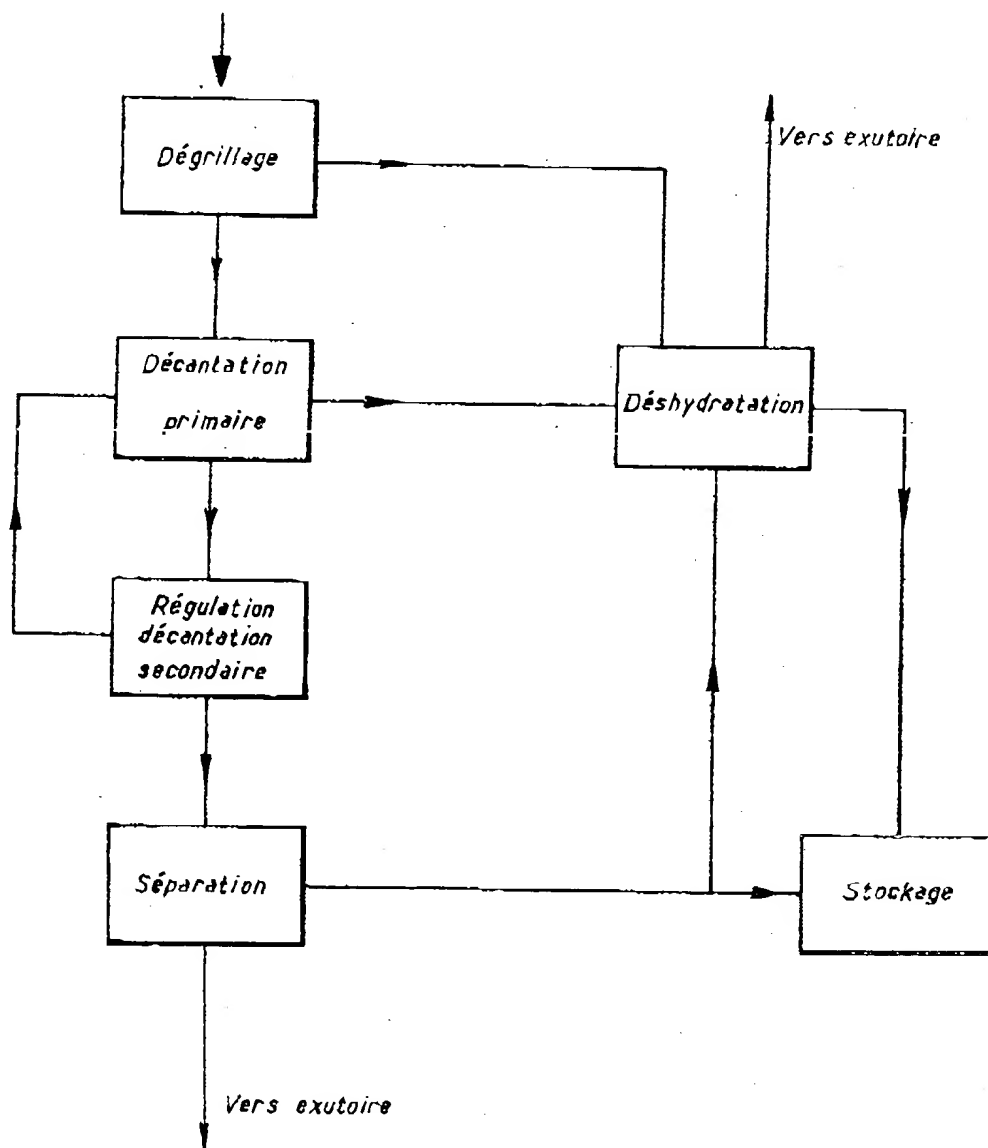 Dégrillage
Vers exutoire
Décantation
primaire
Déshydratation
Régulation
décantation
secondaire
Séparation
Stockage
Vers exutoire